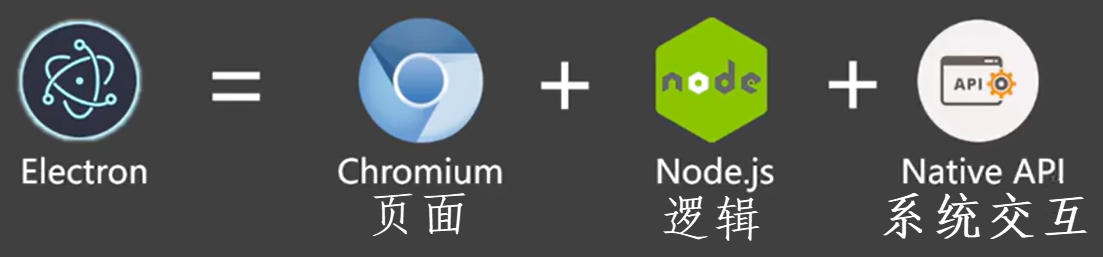 Electron = Chromium + Node.js + Native API
页面 逻辑 系统交互
node
API